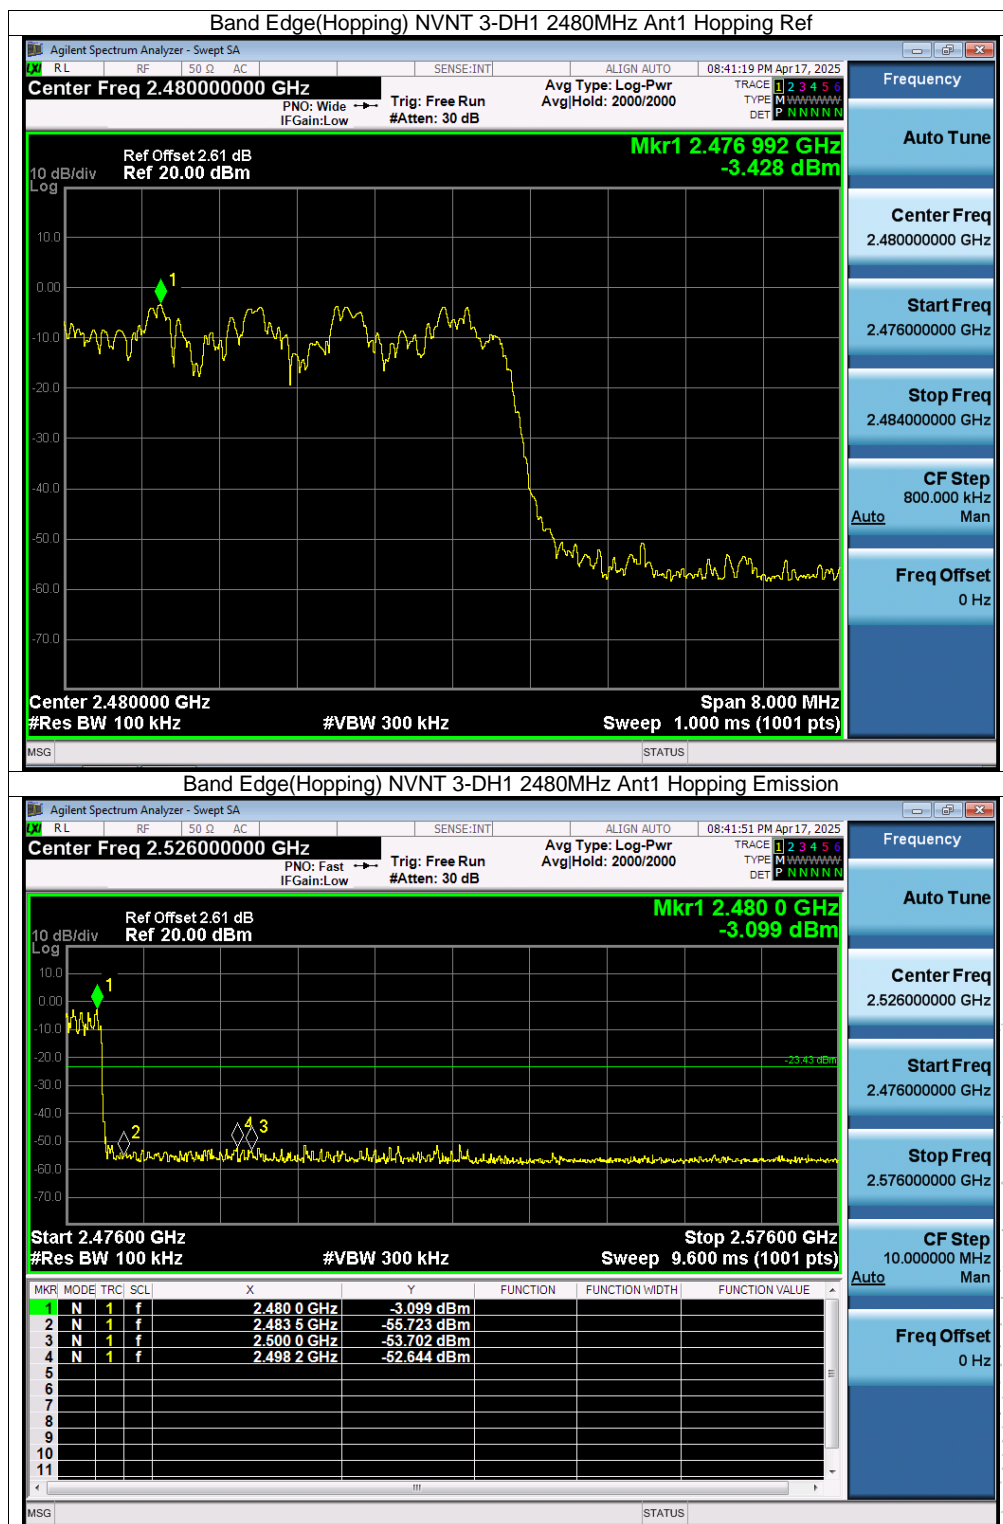 Band Edge(Hopping) NVNT 3-DH1 2480MHz Ant1 Hopping Ref
Agilent Spectrum Analyzer - Swept SA
LXI RL RF 50 Ω AC SENSE:INT ALIGN AUTO 08:41:19 PM Apr 17, 2025
Center Freq 2.480000000 GHz
PNO: Wide
IFGain:Low
Trig: Free Run
#Atten: 30 dB
Avg Type: Log-Pwr
Avg|Hold: 2000/2000
TRACE 1 2 3 4 5 6
TYPE M WWWWW
DET P N N N N N
Mkr1 2.476 992 GHz
-3.428 dBm
Ref Offset 2.61 dB
10 dB/div Ref 20.00 dBm
Log
10.0
0.00
-10.0
-20.0
-30.0
-40.0
-50.0
-60.0
-70.0
1
Center 2.480000 GHz Span 8.000 MHz
#Res BW 100 kHz #VBW 300 kHz Sweep 1.000 ms (1001 pts)
MSG STATUS
Frequency
Auto Tune
Center Freq
2.480000000 GHz
Start Freq
2.476000000 GHz
Stop Freq
2.484000000 GHz
CF Step
800.000 kHz
Auto Man
Freq Offset
0 Hz
Band Edge(Hopping) NVNT 3-DH1 2480MHz Ant1 Hopping Emission
Agilent Spectrum Analyzer - Swept SA
LXI RL RF 50 Ω AC SENSE:INT ALIGN AUTO 08:41:51 PM Apr 17, 2025
Center Freq 2.526000000 GHz
PNO: Fast
IFGain:Low
Trig: Free Run
#Atten: 30 dB
Avg Type: Log-Pwr
Avg|Hold: 2000/2000
TRACE 1 2 3 4 5 6
TYPE M WWWWW
DET P N N N N N
Mkr1 2.480 0 GHz
-3.099 dBm
Ref Offset 2.61 dB
10 dB/div Ref 20.00 dBm
Log
10.0
0.00
-10.0
-20.0
-30.0
-40.0
-50.0
-60.0
-70.0
1
-23.43 dBm
2
4 3
Start 2.47600 GHz Stop 2.57600 GHz
#Res BW 100 kHz #VBW 300 kHz Sweep 9.600 ms (1001 pts)
MKR MODE TRC SCL X Y FUNCTION FUNCTION WIDTH FUNCTION VALUE
1 N 1 f 2.480 0 GHz -3.099 dBm
2 N 1 f 2.483 5 GHz -55.723 dBm
3 N 1 f 2.500 0 GHz -53.702 dBm
4 N 1 f 2.498 2 GHz -52.644 dBm
5
6
7
8
9
10
11
MSG STATUS
Frequency
Auto Tune
Center Freq
2.526000000 GHz
Start Freq
2.476000000 GHz
Stop Freq
2.576000000 GHz
CF Step
10.000000 MHz
Auto Man
Freq Offset
0 Hz